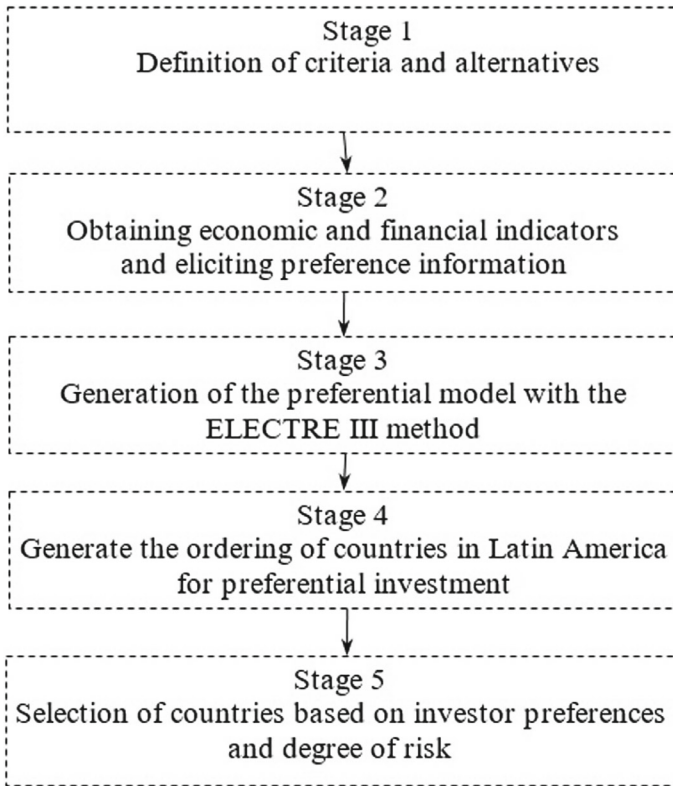 Stage 1
Definition of criteria and alternatives
Stage 2
Obtaining economic and financial indicators
and eliciting preference information
Stage 3
Generation of the preferential model with the
ELECTRE III method
Stage 4
Generate the ordering of countries in Latin America
for preferential investment
Stage 5
Selection of countries based on investor preferences
and degree of risk